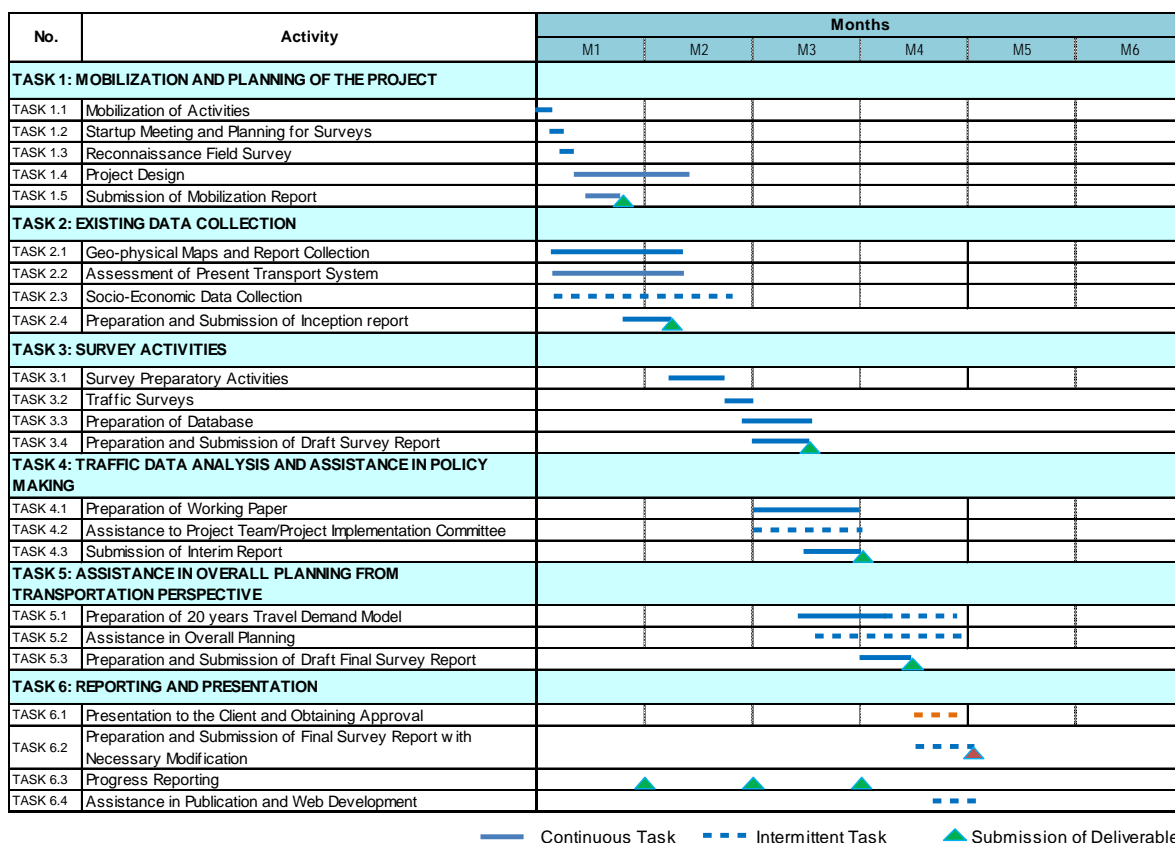 No. Activity Months
M1 M2 M3 M4 M5 M6
TASK 1: MOBILIZATION AND PLANNING OF THE PROJECT
TASK 1.1 Mobilization of Activities
TASK 1.2 Startup Meeting and Planning for Surveys
TASK 1.3 Reconnaissance Field Survey
TASK 1.4 Project Design
TASK 1.5 Submission of Mobilization Report
TASK 2: EXISTING DATA COLLECTION
TASK 2.1 Geo-physical Maps and Report Collection
TASK 2.2 Assessment of Present Transport System
TASK 2.3 Socio-Economic Data Collection
TASK 2.4 Preparation and Submission of Inception report
TASK 3: SURVEY ACTIVITIES
TASK 3.1 Survey Preparatory Activities
TASK 3.2 Traffic Surveys
TASK 3.3 Preparation of Database
TASK 3.4 Preparation and Submission of Draft Survey Report
TASK 4: TRAFFIC DATA ANALYSIS AND ASSISTANCE IN POLICY
MAKING
TASK 4.1 Preparation of Working Paper
TASK 4.2 Assistance to Project Team/Project Implementation Committee
TASK 4.3 Submission of Interim Report
TASK 5: ASSISTANCE IN OVERALL PLANNING FROM
TRANSPORTATION PERSPECTIVE
TASK 5.1 Preparation of 20 years Travel Demand Model
TASK 5.2 Assistance in Overall Planning
TASK 5.3 Preparation and Submission of Draft Final Survey Report
TASK 6: REPORTING AND PRESENTATION
TASK 6.1 Presentation to the Client and Obtaining Approval
TASK 6.2 Preparation and Submission of Final Survey Report with
Necessary Modification
TASK 6.3 Progress Reporting
TASK 6.4 Assistance in Publication and Web Development
Continuous Task Intermittent Task Submission of Deliverable